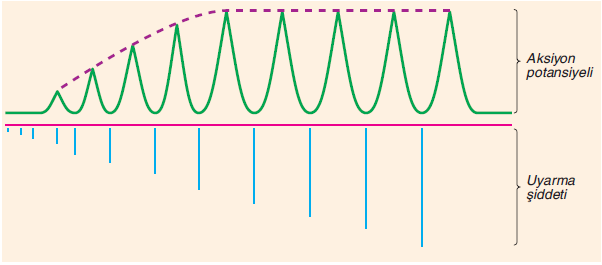 Aksiyon
potansiyeli
Uyarma
şiddeti